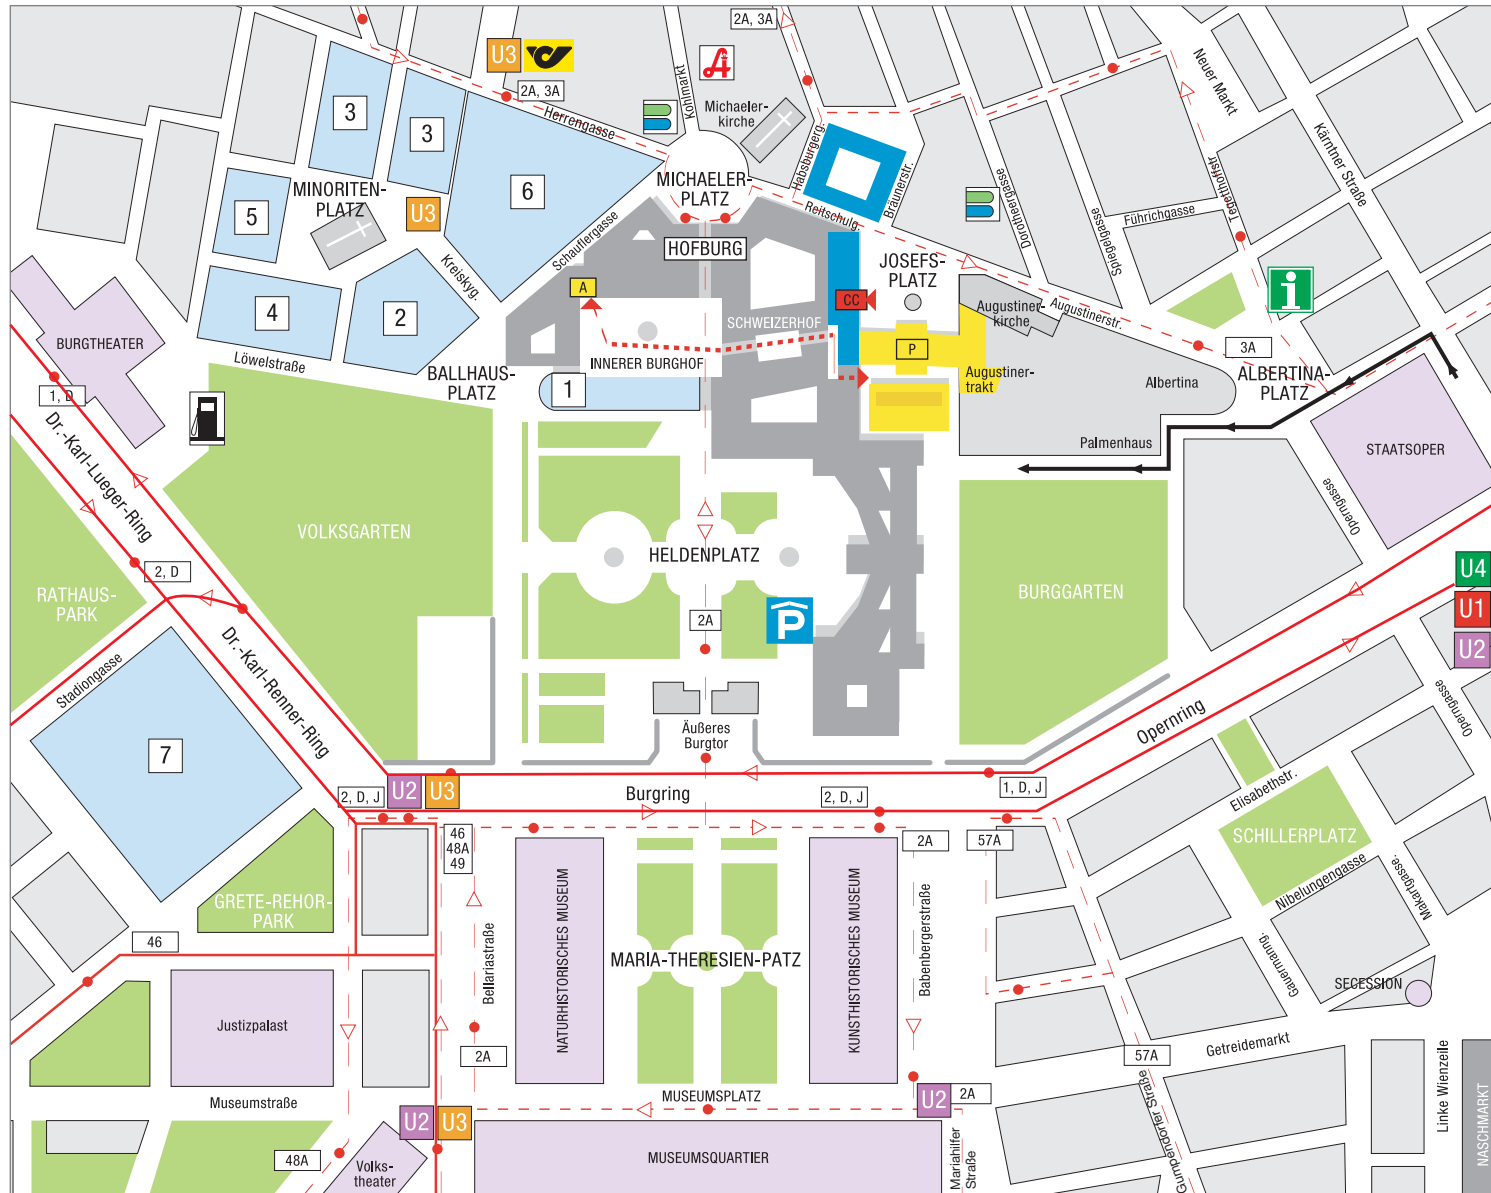 2A, 3A
U3
2A, 3A
Herrengasse
Kohlmarkt
Michaeler-
kirche
Habsburgerg.
Bräunerstr.
Neuer Markt
Kärntner Straße
Tegetthoffstr.
Dorotheergasse
Spiegelgasse
Führichgasse
3
3
MINORITEN-
PLATZ
5
U3
6
MICHAELER-
PLATZ
Reitschulg.
Schauflergasse
HOFBURG
JOSEFS-
PLATZ
Kreiskyg.
4
2
A
CC
i
Augustiner-
kirche
Augustinerstr.
SCHWEIZERHOF
BURGTHEATER
Löwelstraße
INNERER BURGHOF
P
3A
BALLHAUS-
PLATZ
1
Augustiner-
trakt
Albertina
ALBERTINA-
PLATZ
1, D
Dr.-Karl-Lueger-Ring
Palmenhaus
STAATSOPER
Operngasse
VOLKSGARTEN
HELDENPLATZ
2, D
RATHAUS-
PARK
BURGGARTEN
U4
U1
U2
2A
P
Stadiongasse
Dr.-Karl-Renner-Ring
Operngasse
Äußeres
Burgtor
Opernring
7
U2
U3
2, D, J
Burgring
2, D, J
1, D, J
Elisabethstr.
SCHILLERPLATZ
Nibelungengasse
Makartgasse.
46
48A
49
2A
57A
GRETE-REHOR-
PARK
46
Bellariastraße
NATURHISTORISCHES MUSEUM
MARIA-THERESIEN-PATZ
KUNSTHISTORISCHES MUSEUM
Babenbergerstraße
Gauermanng.
SECESSION
Justizpalast
2A
57A
Getreidemarkt
Museumstraße
MUSEUMSPLATZ
U2
2A
U2
U3
Gumpendorfer Straße
Linke Wienzeile
NASCHMARKT
48A
Volks-
theater
MUSEUMSQUARTIER
Mariahilfer
Straße